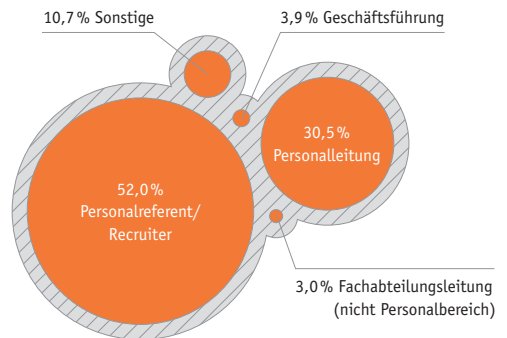 10,7 % Sonstige
3,9 % Geschäftsführung
30,5 %
Personalleitung
52,0 %
Personalreferent/
Recruiter
3,0 % Fachabteilungsleitung
(nicht Personalbereich)